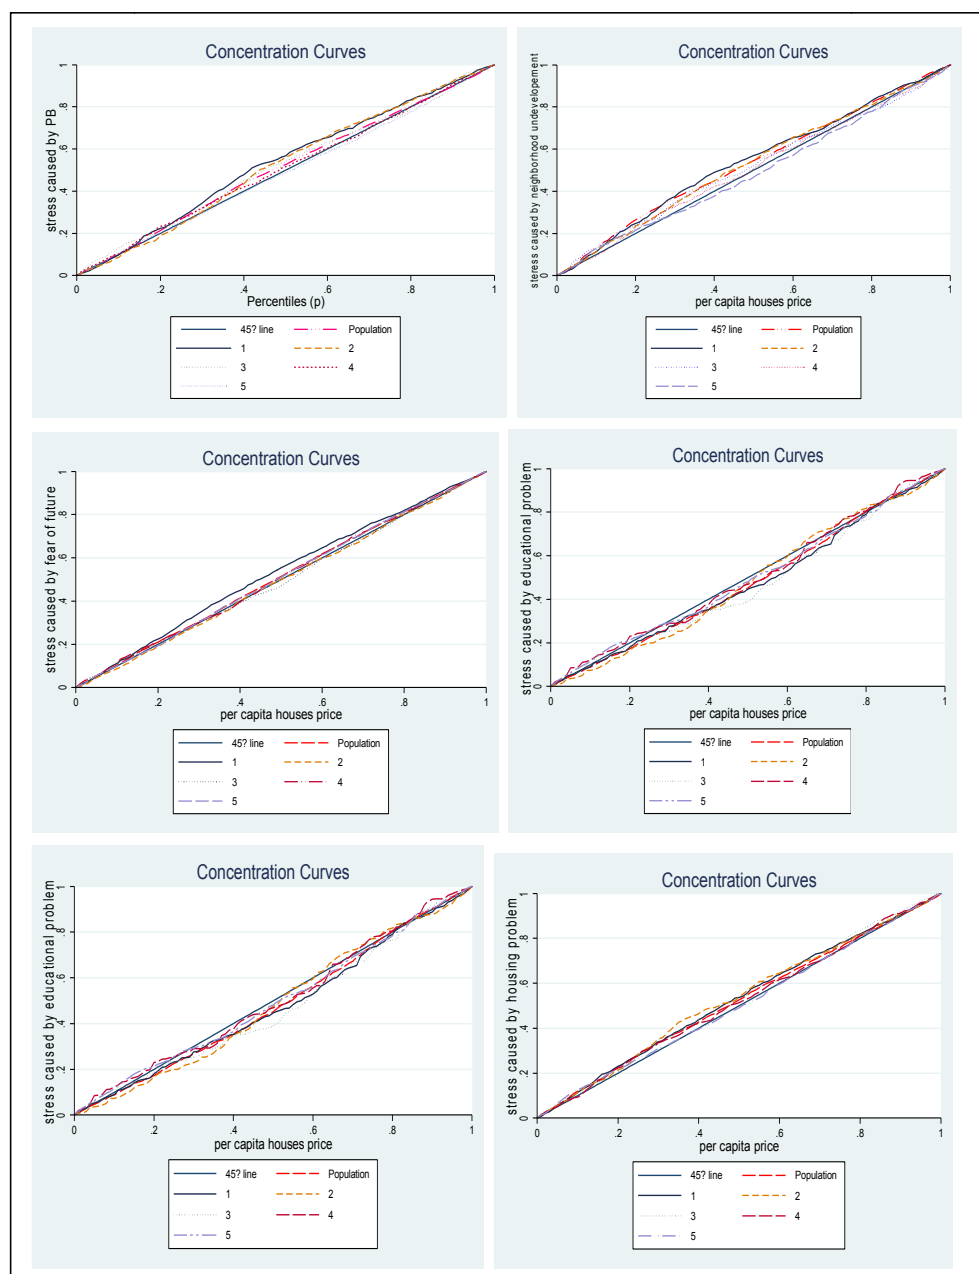 Concentration Curves
stress caused by PB
0 .2 .4 .6 .8 1
0 .2 .4 .6 .8 1
Percentiles (p)
45? line Population
1 2
3 4
5
Concentration Curves
steress caused by neighborhood undevelopement
0 .2 .4 .6 .8 1
0 .2 .4 .6 .8 1
per capita houses price
45? line Population
1 2
3 4
5
Concentration Curves
stress caused by fear of future
0 .2 .4 .6 .8 1
0 .2 .4 .6 .8 1
per capita houses price
45? line Population
1 2
3 4
5
Concentration Curves
stress caused by educational problem
0 .2 .4 .6 .8 1
0 .2 .4 .6 .8 1
per capita houses price
45? line Population
1 2
3 4
5
Concentration Curves
stress caused by educational problem
0 .2 .4 .6 .8 1
0 .2 .4 .6 .8 1
per capita houses price
45? line Population
1 2
3 4
5
Concentration Curves
stress caused by housing problem
0 .2 .4 .6 .8 1
0 .2 .4 .6 .8 1
per capita price
45? line Population
1 2
3 4
5